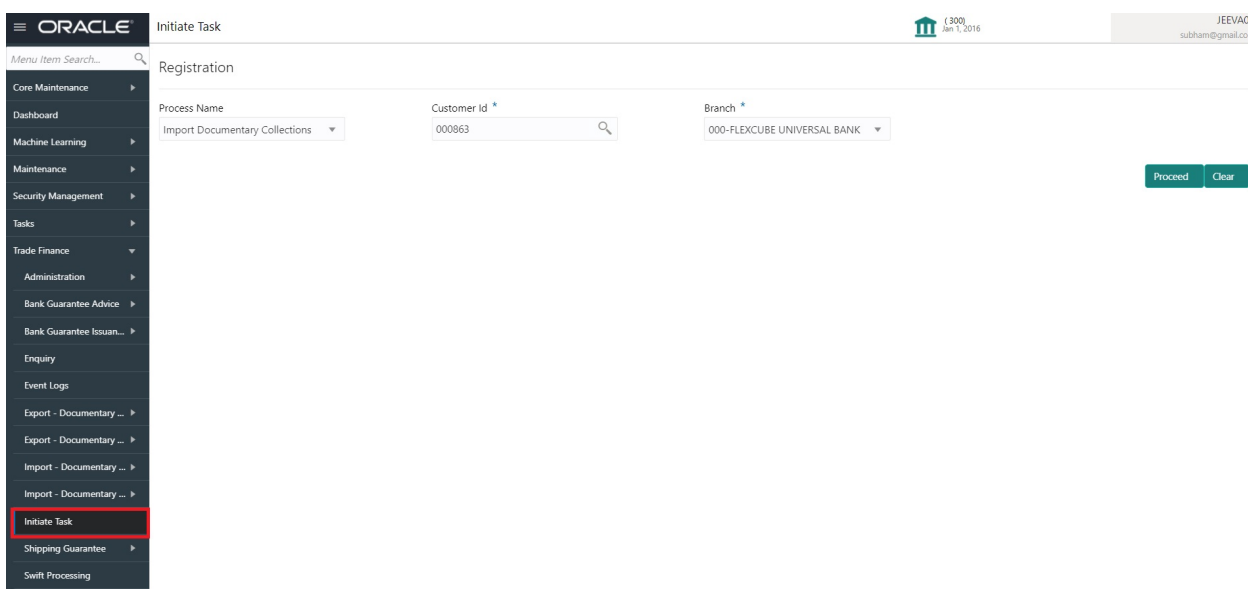 ORACLE
Initiate Task
( 300)
Jan 1, 2016
subham@gmail.co
Menu Item Search...
Registration
Core Maintenance
Dashboard
Machine Learning
Maintenance
Security Management
Tasks
Trade Finance
Administration
Bank Guarantee Advice
Bank Guarantee Issuan...
Enquiry
Event Logs
Export - Documentary ...
Export - Documentary ...
Import - Documentary ...
Import - Documentary ...
Initiate Task
Shipping Guarantee
Swift Processing
Process Name
Import Documentary Collections
Customer Id *
000863
Branch *
000-FLEXCUBE UNIVERSAL BANK
Proceed
Clear